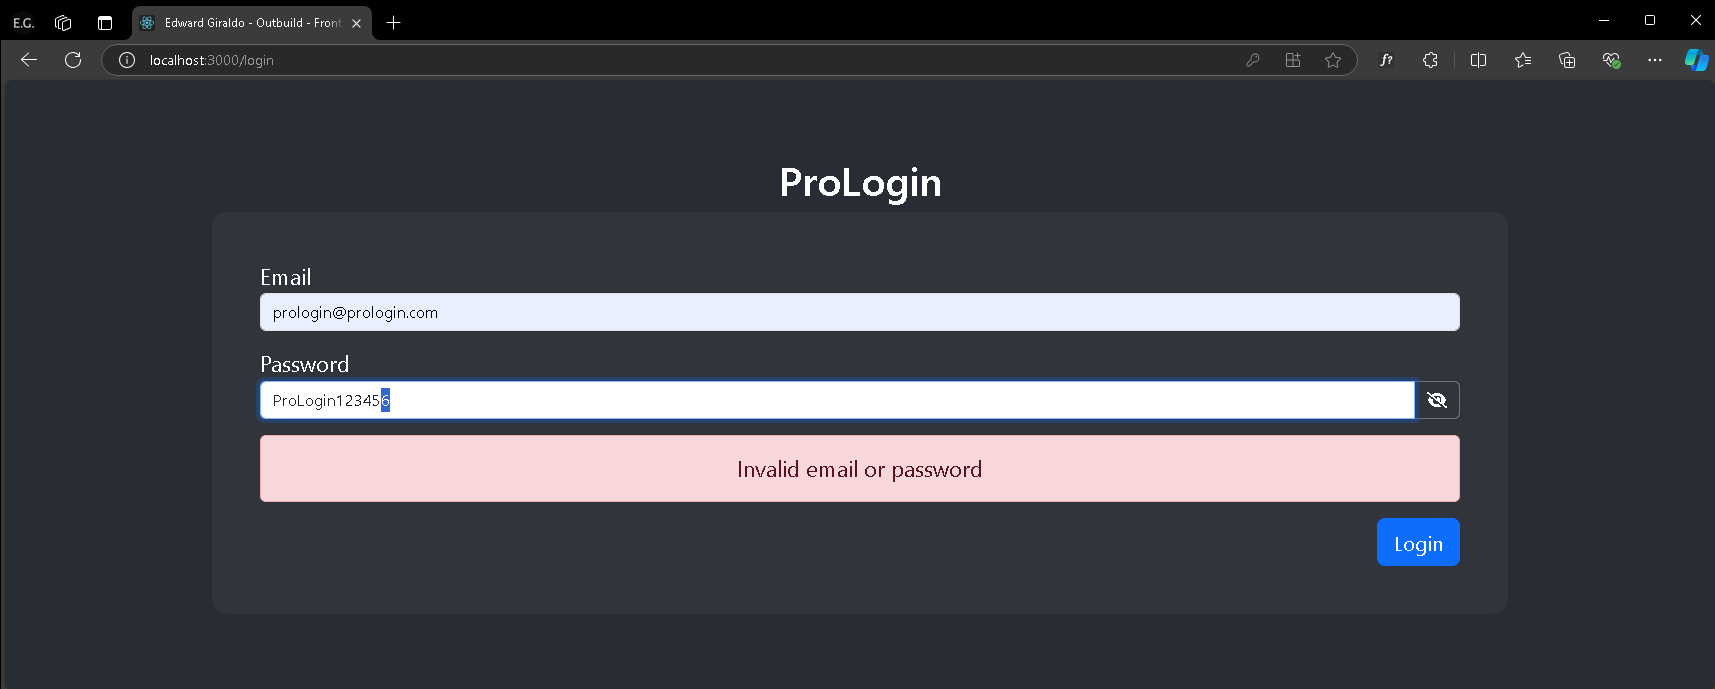 E.G.
Edward Giraldo - Outbuild - Front
localhost:3000/login
f?
ProLogin
Email
prologin@prologin.com
Password
ProLogin123456
Invalid email or password
Login